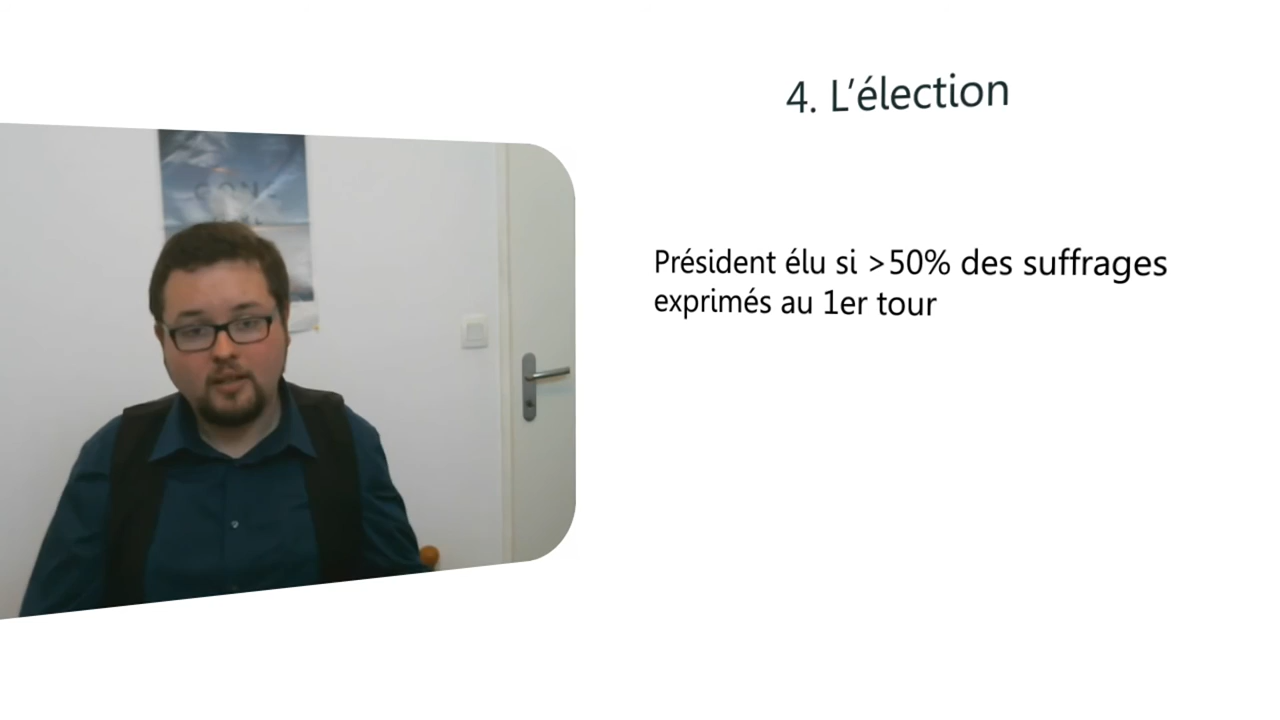 4. L’élection
Président élu si >50% des suffrages
exprimés au 1er tour